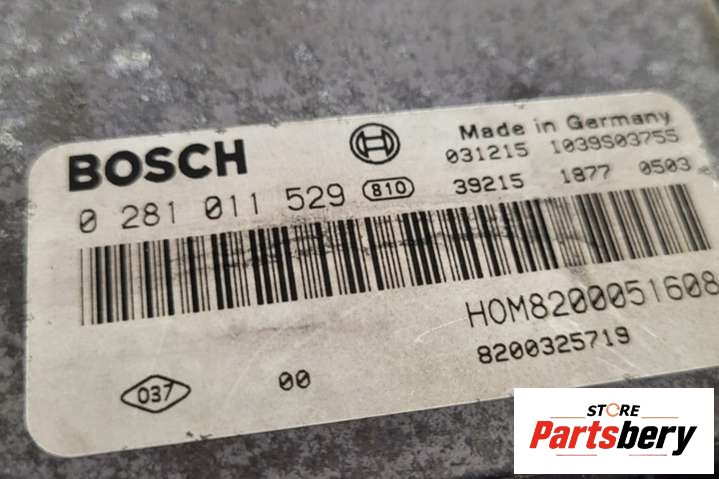 BOSCH
Made in Germany
031215 1039S03755
0 281 011 529 810 39215 1877 0503
HOM8200051608
8200325719
037 00
STORE
Partsbery